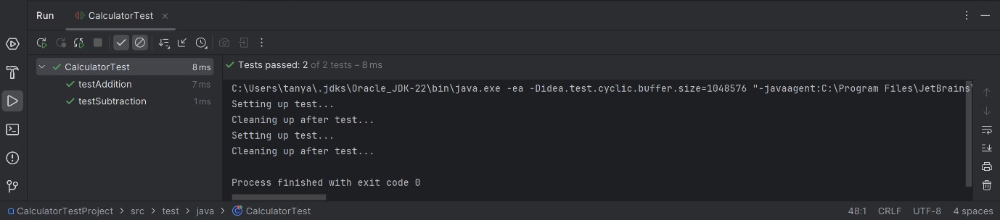 Run CalculatorTest
CalculatorTest 8 ms
testAddition 7 ms
testSubtraction 1 ms
Tests passed: 2 of 2 tests – 8 ms
C:\Users\tanya\.jdks\Oracle_JDK-22\bin\java.exe -ea -Didea.test.cyclic.buffer.size=1048576 "-javaagent:C:\Program Files\JetBrains\
Setting up test...
Cleaning up after test...
Setting up test...
Cleaning up after test...
Process finished with exit code 0
CalculatorTestProject > src > test > java > CalculatorTest 48:1 CRLF UTF-8 4 spaces